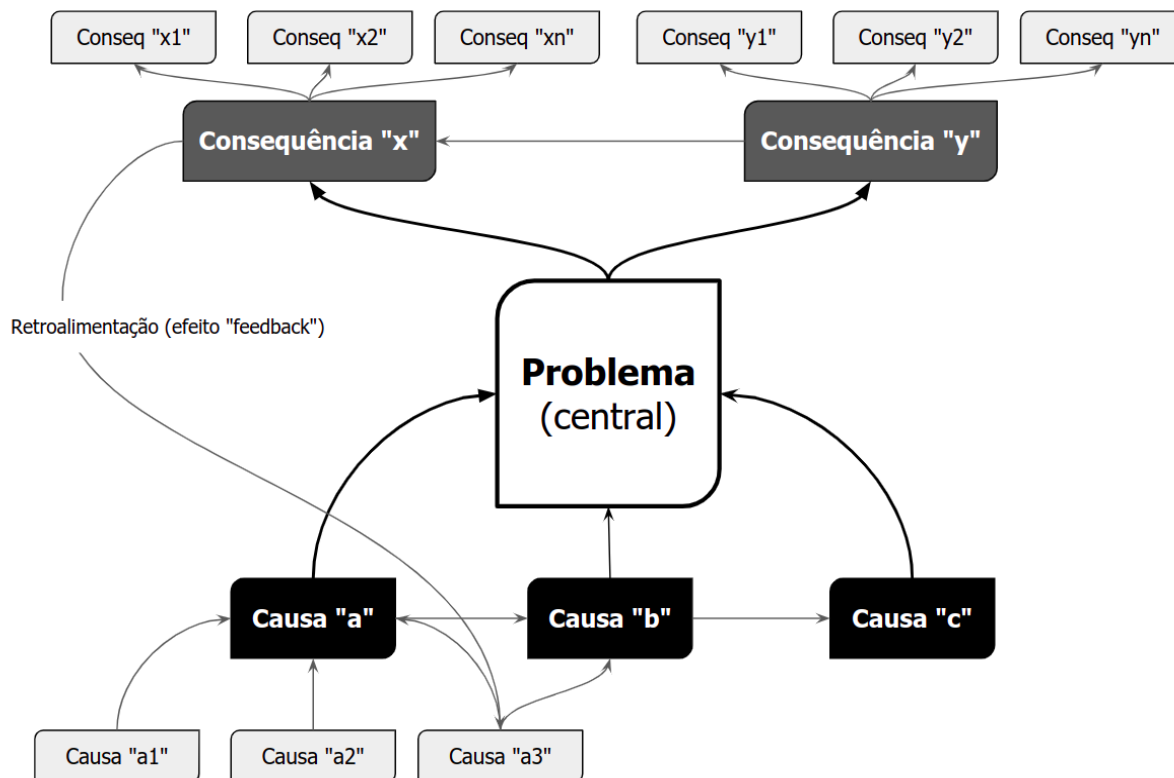 Conseq "x1"
Conseq "x2"
Conseq "xn"
Conseq "y1"
Conseq "y2"
Conseq "yn"
Consequência "x"
Consequência "y"
Retroalimentação (efeito "feedback")
Problema
(central)
Causa "a"
Causa "b"
Causa "c"
Causa "a1"
Causa "a2"
Causa "a3"